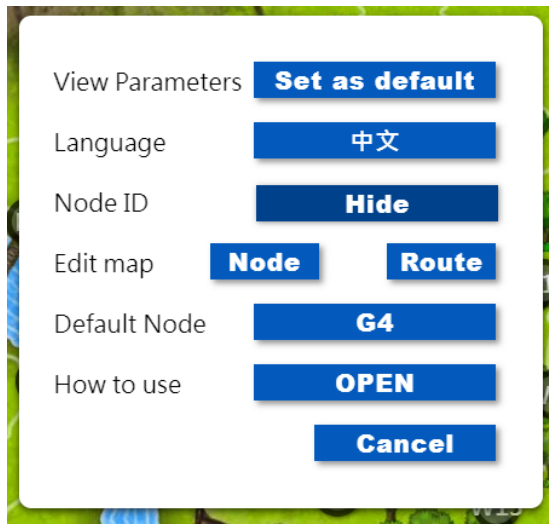 View Parameters Set as default
Language 中文
Node ID Hide
Edit map Node Route
Default Node G4
How to use OPEN
Cancel